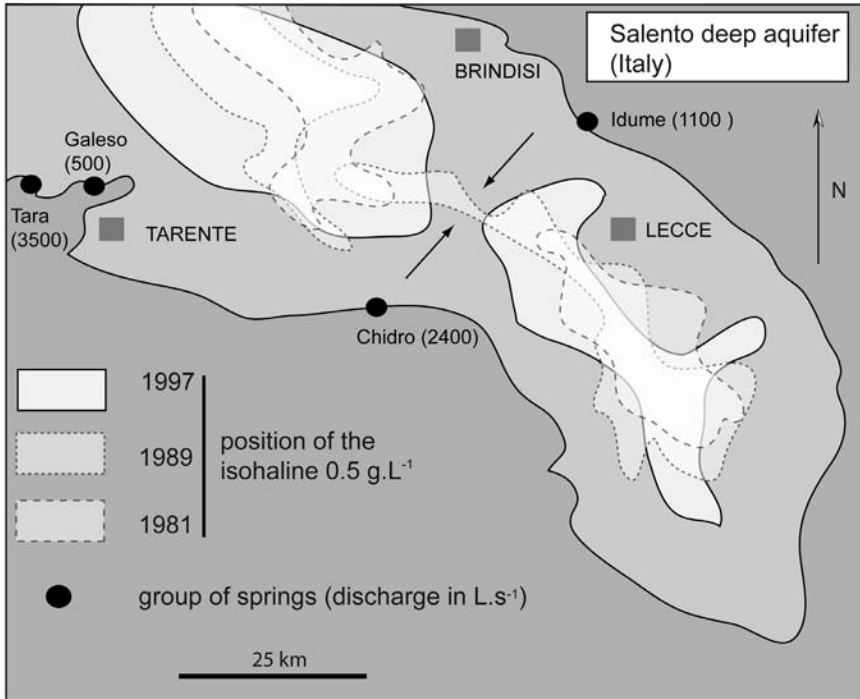 Salento deep aquifer
(Italy)
BRINDISI
Idume (1100 )
Galeso
(500)
N
Tara
(3500)
TARENTE
LECCE
Chidro (2400)
1997
1989
1981
position of the
isohaline 0.5 g.L-1
group of springs (discharge in L.s-1)
25 km